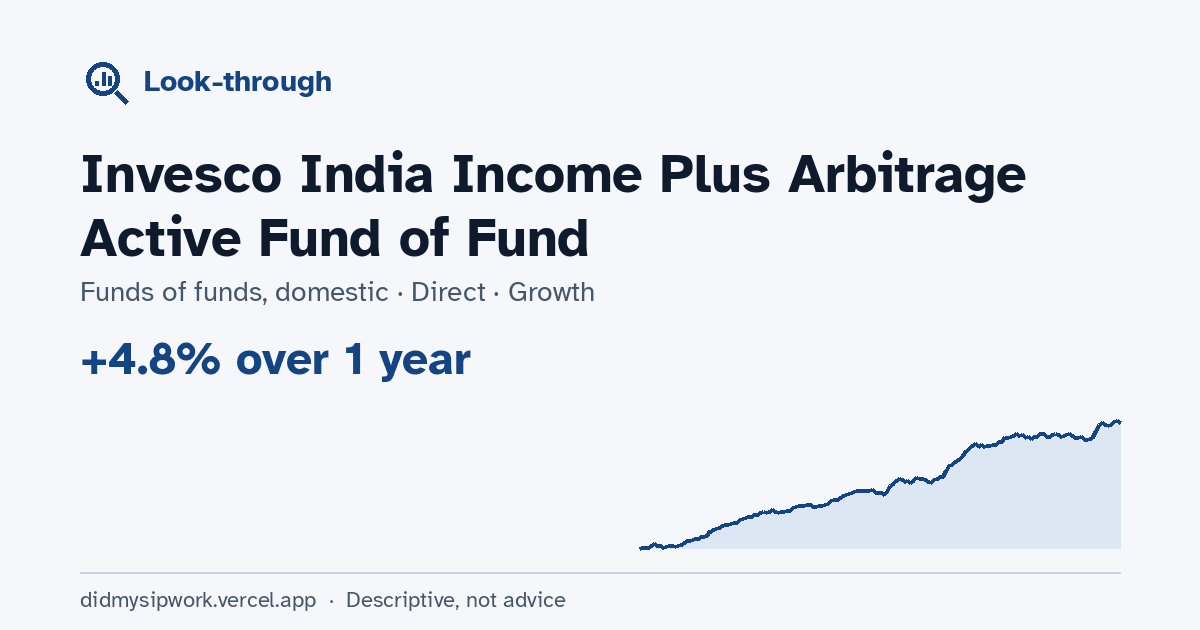 Look-through
Invesco India Income Plus Arbitrage
Active Fund of Fund
Funds of funds, domestic · Direct · Growth
+4.8% over 1 year
didmysipwork.vercel.app · Descriptive, not advice